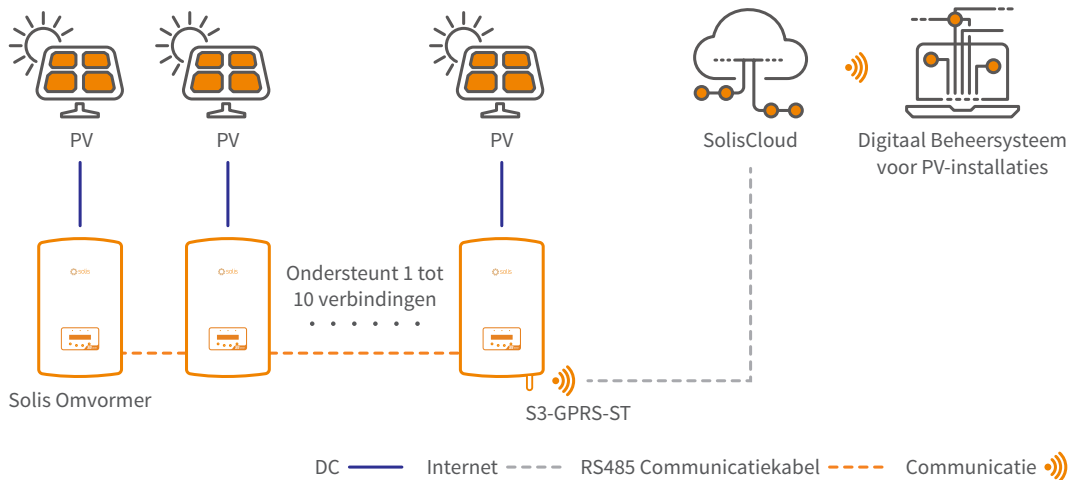 PV
PV
PV
SolisCloud
Digitaal Beheersysteem
voor PV-installaties
solis
solis
solis
Ondersteunt 1 tot
10 verbindingen
Solis Omvormer
S3-GPRS-ST
DC
Internet
RS485 Communicatiekabel
Communicatie